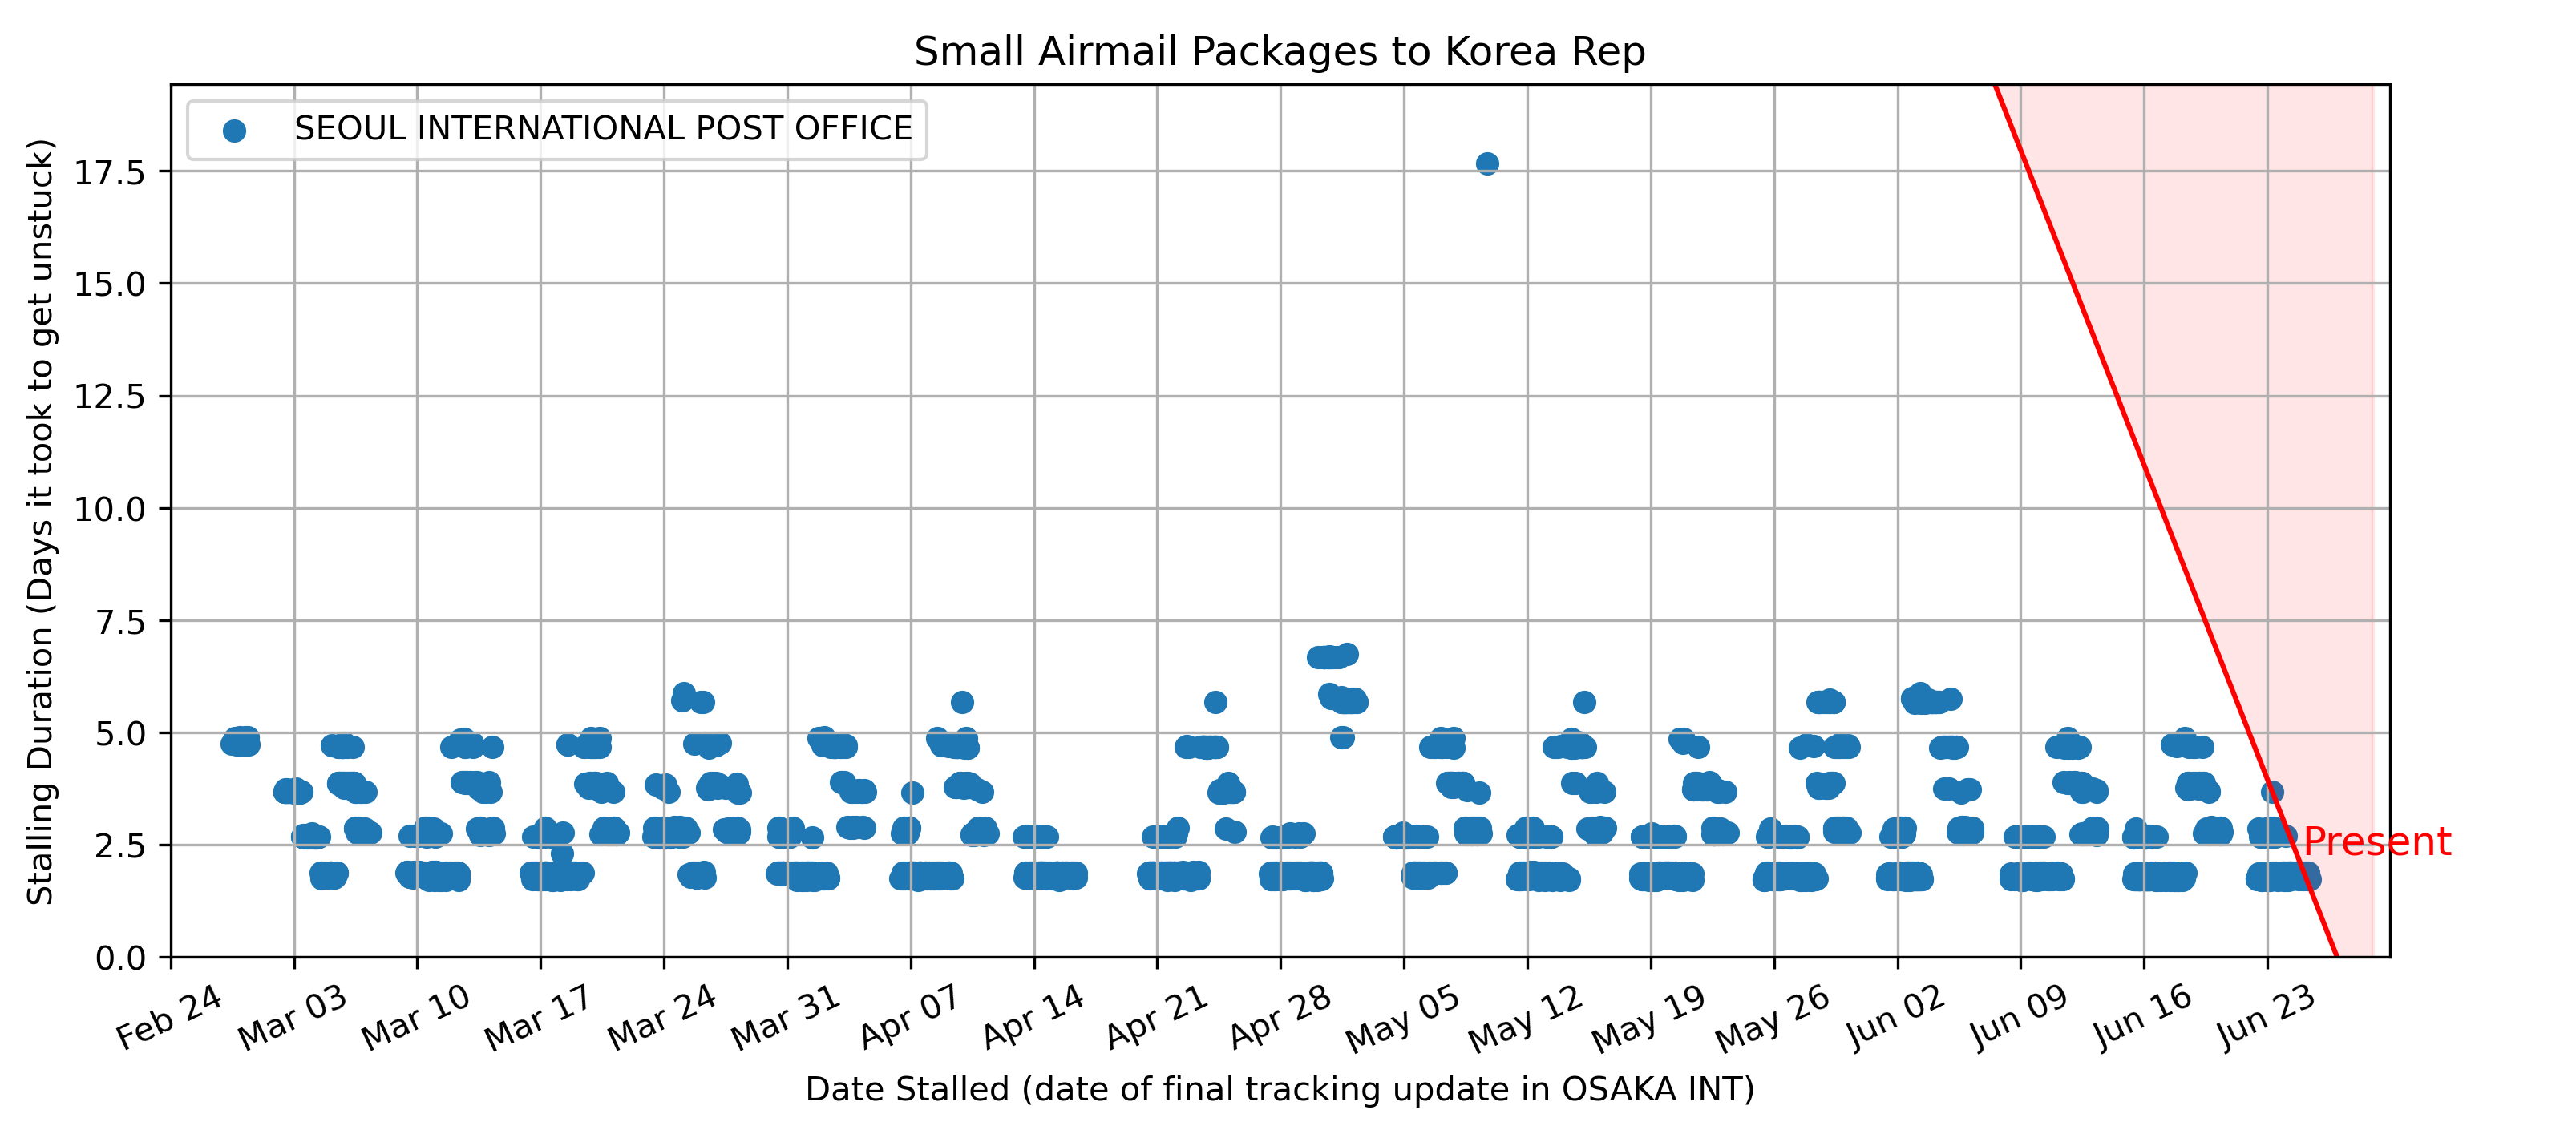 Small Airmail Packages to Korea Rep
SEOUL INTERNATIONAL POST OFFICE
Stalling Duration (Days it took to get unstuck)
17.5
15.0
12.5
10.0
7.5
5.0
2.5
0.0
Present
Feb 24
Mar 03
Mar 10
Mar 17
Mar 24
Mar 31
Apr 07
Apr 14
Apr 21
Apr 28
May 05
May 12
May 19
May 26
Jun 02
Jun 09
Jun 16
Jun 23
Date Stalled (date of final tracking update in OSAKA INT)